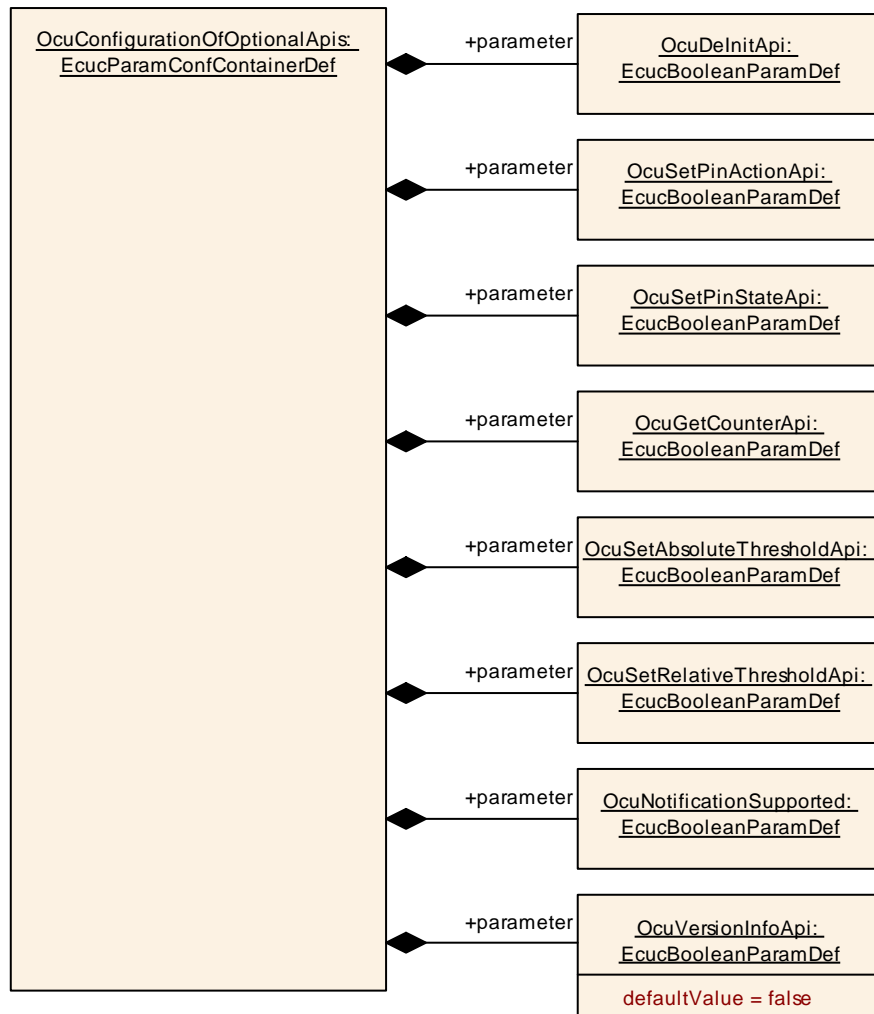 OcuConfigurationOfOptionalApis:
EcucParamConfContainerDef
+parameter
OcuDeInitApi:
EcucBooleanParamDef
+parameter
OcuSetPinActionApi:
EcucBooleanParamDef
+parameter
OcuSetPinStateApi:
EcucBooleanParamDef
+parameter
OcuGetCounterApi:
EcucBooleanParamDef
+parameter
OcuSetAbsoluteThresholdApi:
EcucBooleanParamDef
+parameter
OcuSetRelativeThresholdApi:
EcucBooleanParamDef
+parameter
OcuNotificationSupported:
EcucBooleanParamDef
+parameter
OcuVersionInfoApi:
EcucBooleanParamDef
defaultValue = false